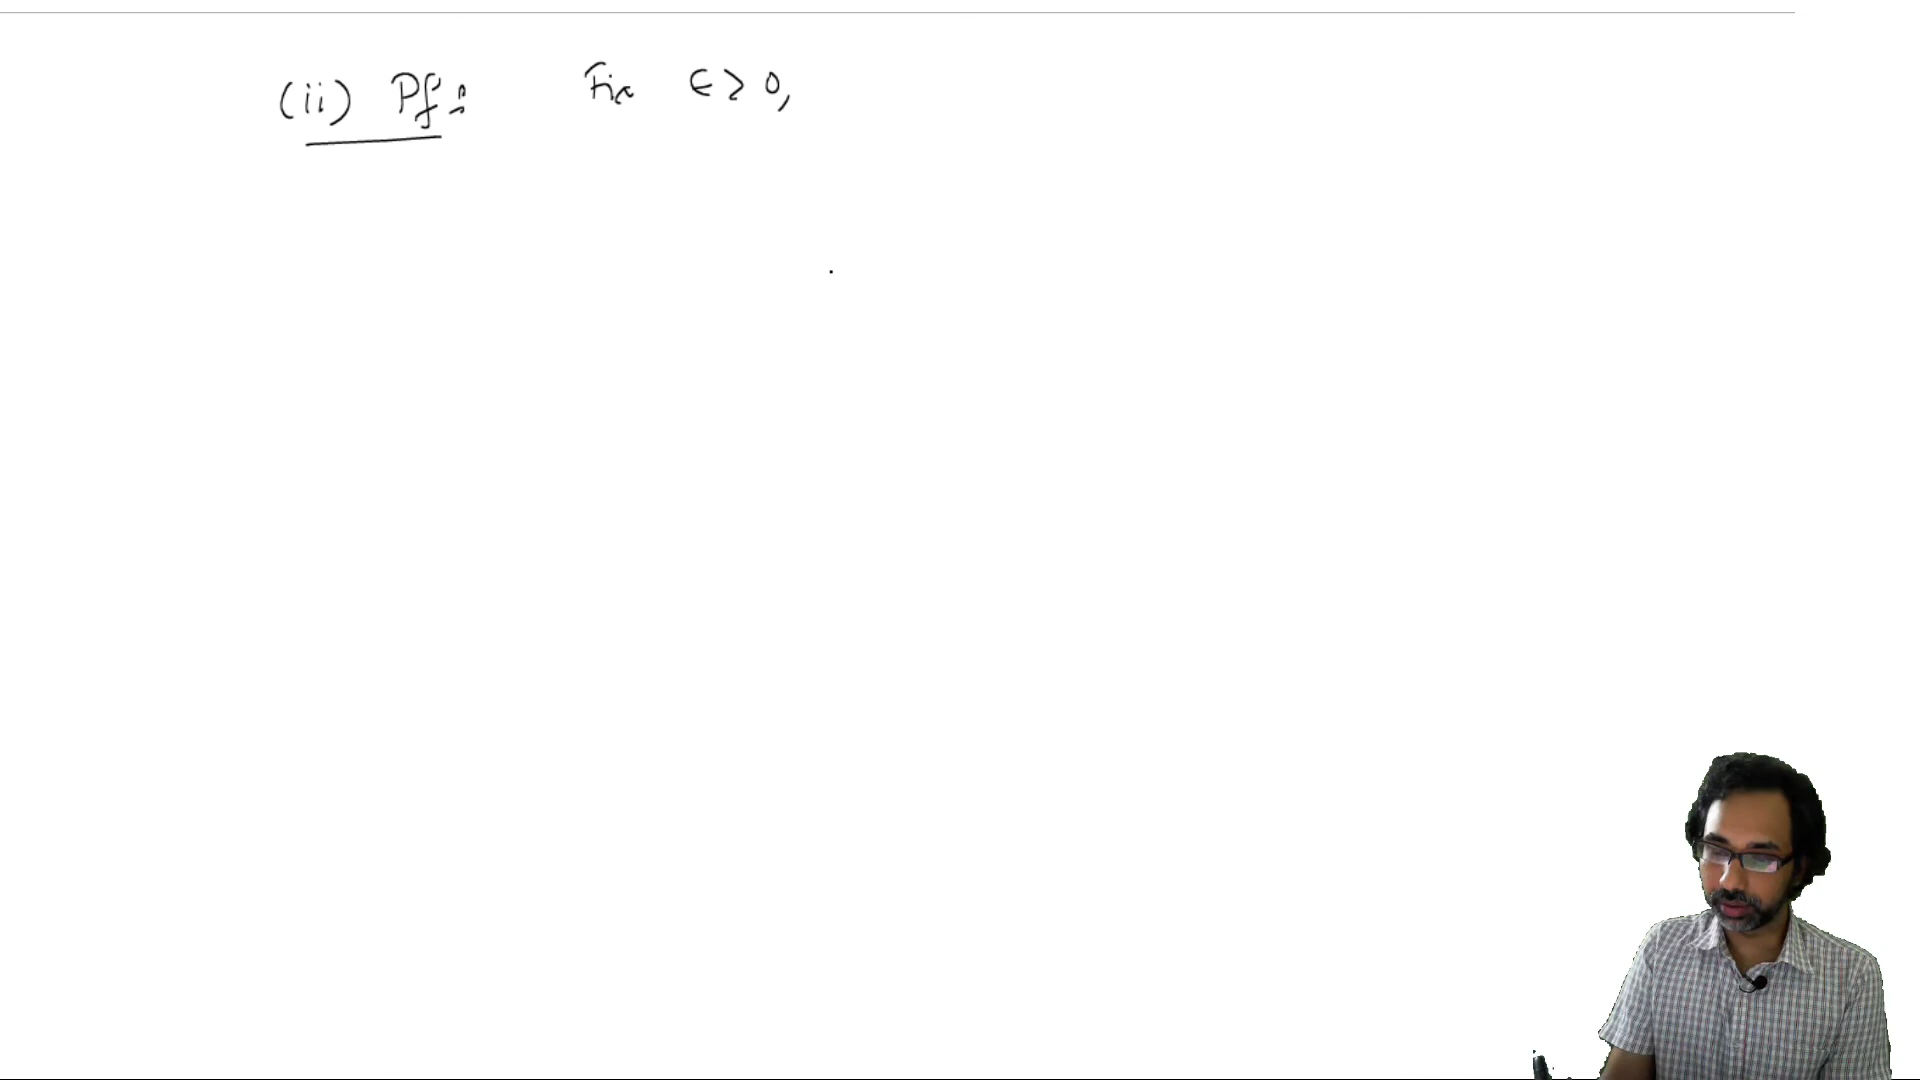 (ii) Pf: Fix ε > 0,